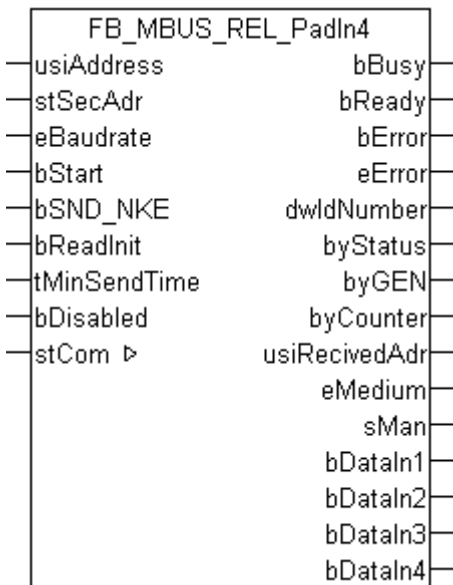 FB_MBUS_REL_PadIn4
usiAddress bBusy
stSecAdr bReady
eBaudrate bError
bStart eError
bSND_NKE dwIdNumber
bReadInit byStatus
tMinSendTime byGEN
bDisabled byCounter
stCom ▷ usiRecivedAdr
eMedium
sMan
bDataIn1
bDataIn2
bDataIn3
bDataIn4